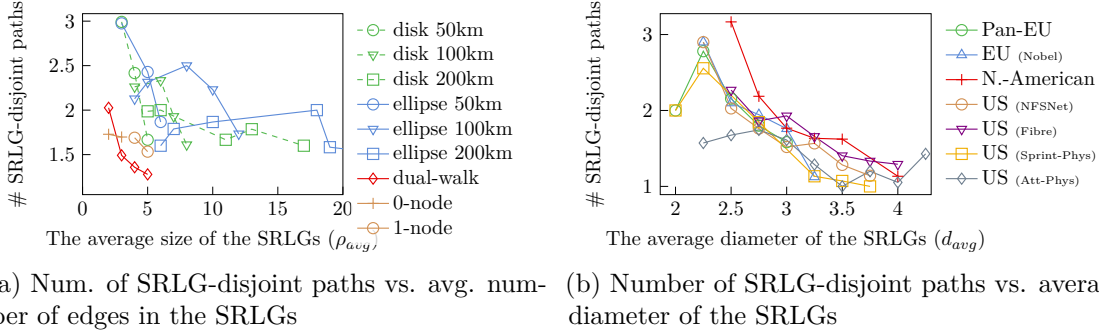 # SRLG-disjoint paths
3
2.5
2
1.5
0 5 10 15 20
The average size of the SRLGs (ρavg)
disk 50km
disk 100km
disk 200km
ellipse 50km
ellipse 100km
ellipse 200km
dual-walk
0-node
1-node
a) Num. of SRLG-disjoint paths vs. avg. num-
ber of edges in the SRLGs
# SRLG-disjoint paths
3
2
1
2 2.5 3 3.5 4
The average diameter of the SRLGs (davg)
Pan-EU
EU (Nobel)
N.-American
US (NFSNet)
US (Fibre)
US (Sprint-Phys)
US (Att-Phys)
(b) Number of SRLG-disjoint paths vs. avera
diameter of the SRLGs